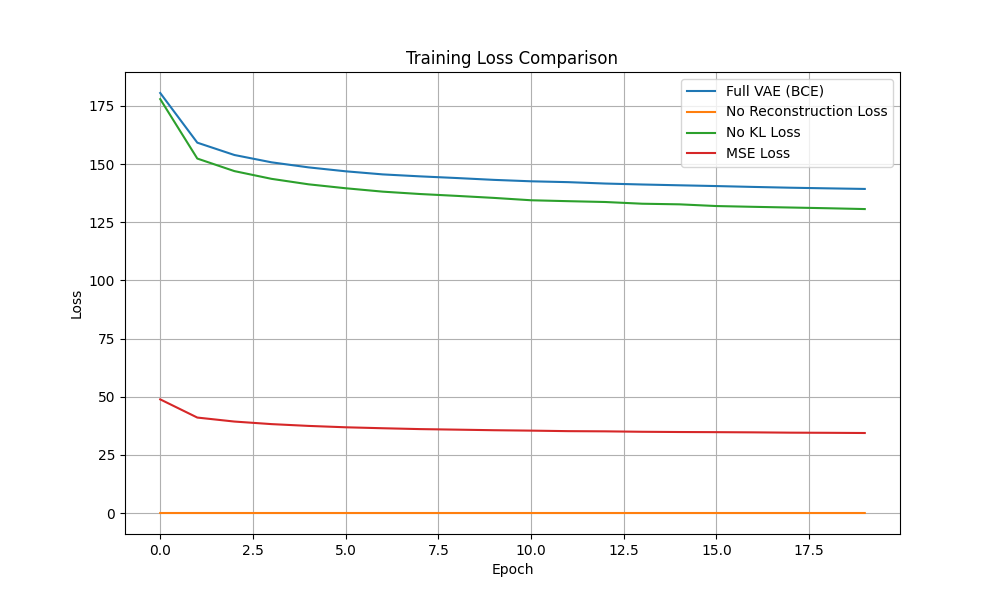 Training Loss Comparison
Full VAE (BCE)
No Reconstruction Loss
No KL Loss
MSE Loss
Loss
175
150
125
100
75
50
25
0
0.0 2.5 5.0 7.5 10.0 12.5 15.0 17.5
Epoch